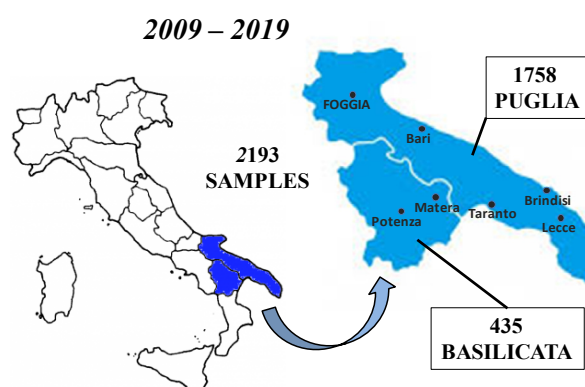 2009 – 2019
1758
PUGLIA
FOGGIA
Bari
2193
SAMPLES
Brindisi
Matera
Taranto
Potenza
Lecce
435
BASILICATA